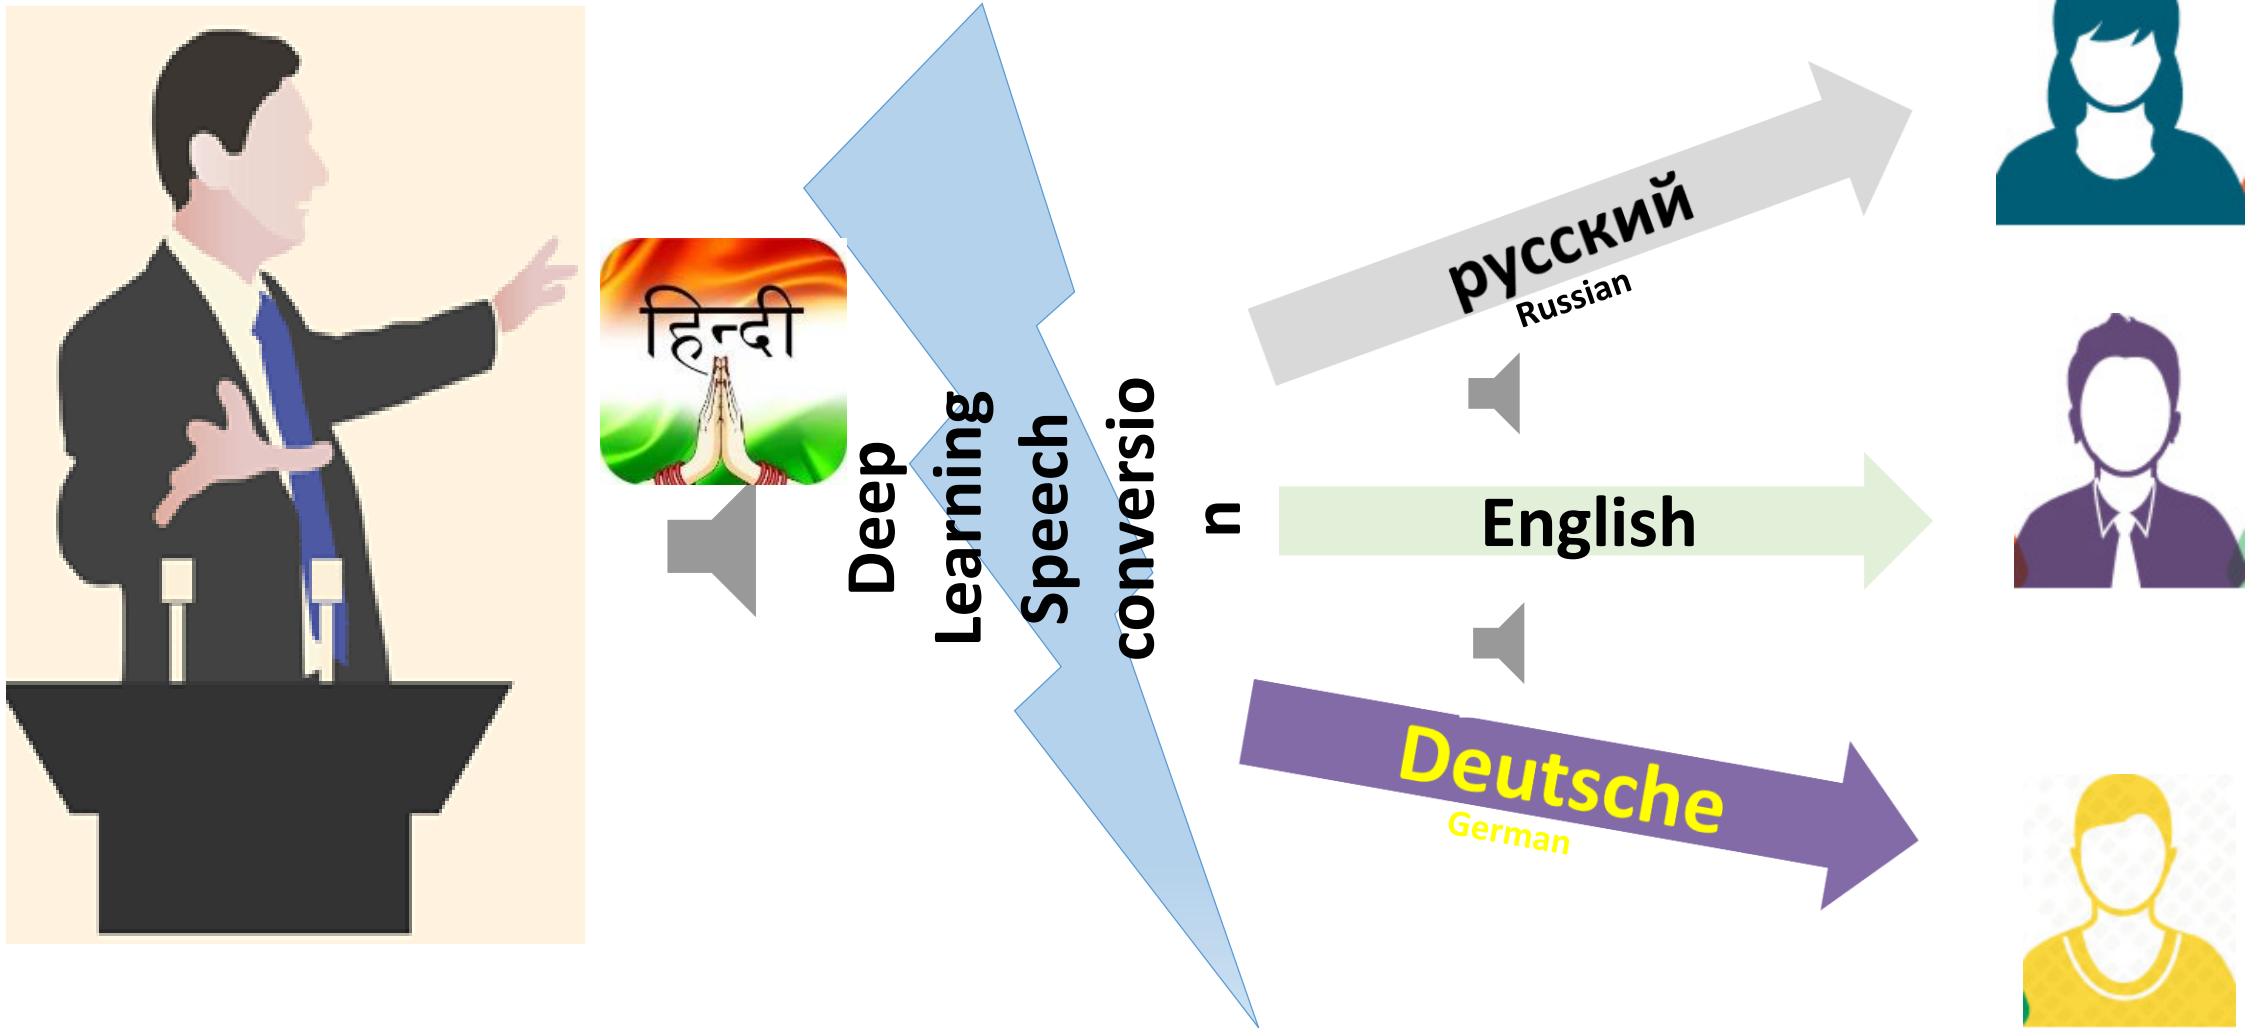 हिन्दी
Deep
Learning
Speech
conversio
n
русский
Russian
English
Deutsche
German